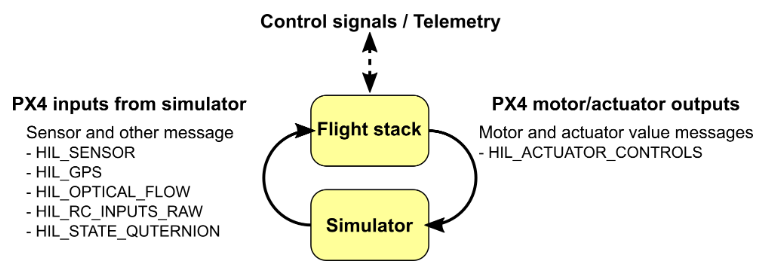 Control signals / Telemetry
PX4 inputs from simulator
Sensor and other message
- HIL_SENSOR
- HIL_GPS
- HIL_OPTICAL_FLOW
- HIL_RC_INPUTS_RAW
- HIL_STATE_QUTERNION
Flight stack
Simulator
PX4 motor/actuator outputs
Motor and actuator value messages
- HIL_ACTUATOR_CONTROLS